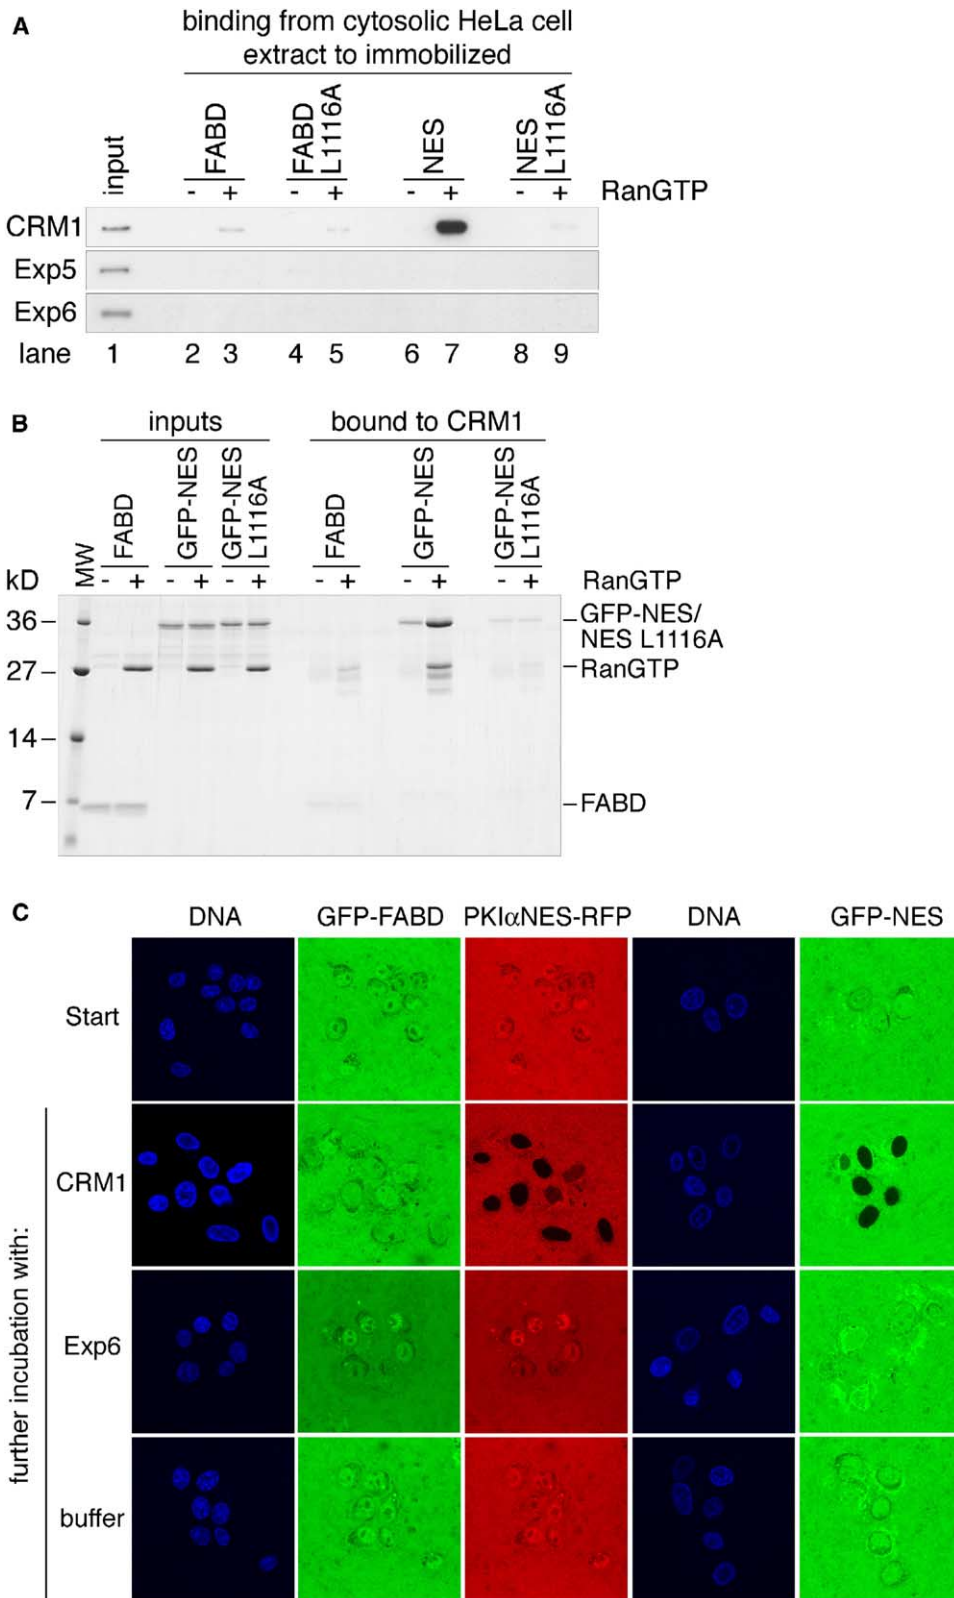 A
binding from cytosolic HeLa cell
extract to immobilized
input
FABD
FABD
L1116A
NES
NES
L1116A
- + - + - + - + RanGTP
CRM1
Exp5
Exp6
lane 1 2 3 4 5 6 7 8 9
B
inputs bound to CRM1
MW
FABD
GFP-NES
GFP-NES
L1116A
FABD
GFP-NES
GFP-NES
L1116A
kD - + - + - + - + - + - + RanGTP
36
GFP-NES/
NES L1116A
27
RanGTP
14
7
FABD
C
DNA GFP-FABD PKIαNES-RFP DNA GFP-NES
Start
further incubation with:
CRM1
Exp6
buffer